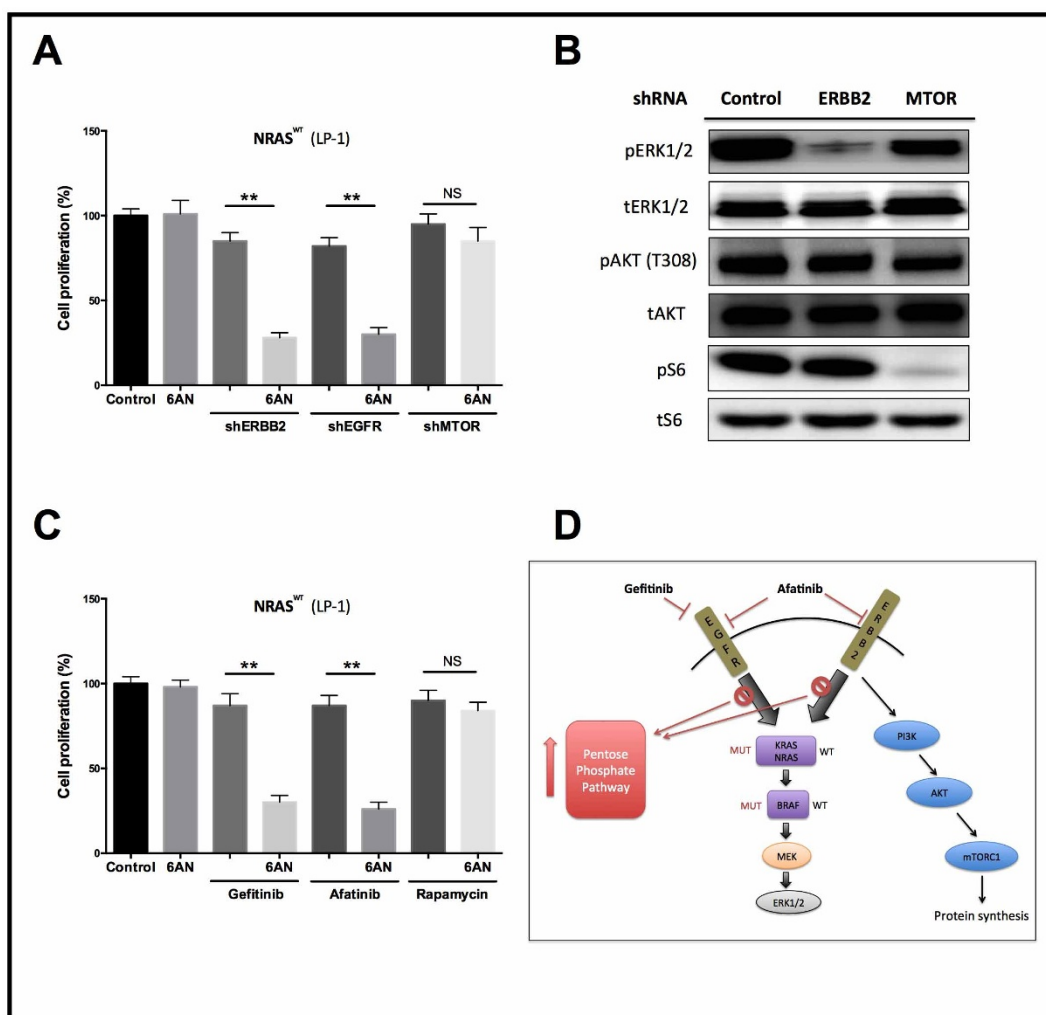 A
NRAS^WT (LP-1)
Cell proliferation (%)
150
100
50
0
**
**
NS
Control 6AN 6AN 6AN 6AN
shERBB2 shEGFR shMTOR
B
shRNA Control ERBB2 MTOR
pERK1/2
tERK1/2
pAKT (T308)
tAKT
pS6
tS6
C
NRAS^WT (LP-1)
Cell proliferation (%)
150
100
50
0
**
**
NS
Control 6AN 6AN 6AN 6AN
Gefitinib Afatinib Rapamycin
D
Gefitinib Afatinib
EGFR
ERBB2
Pentose
Phosphate
Pathway
MUT KRAS WT
NRAS
MUT BRAF WT
MEK
ERK1/2
PI3K
AKT
mTORC1
Protein synthesis